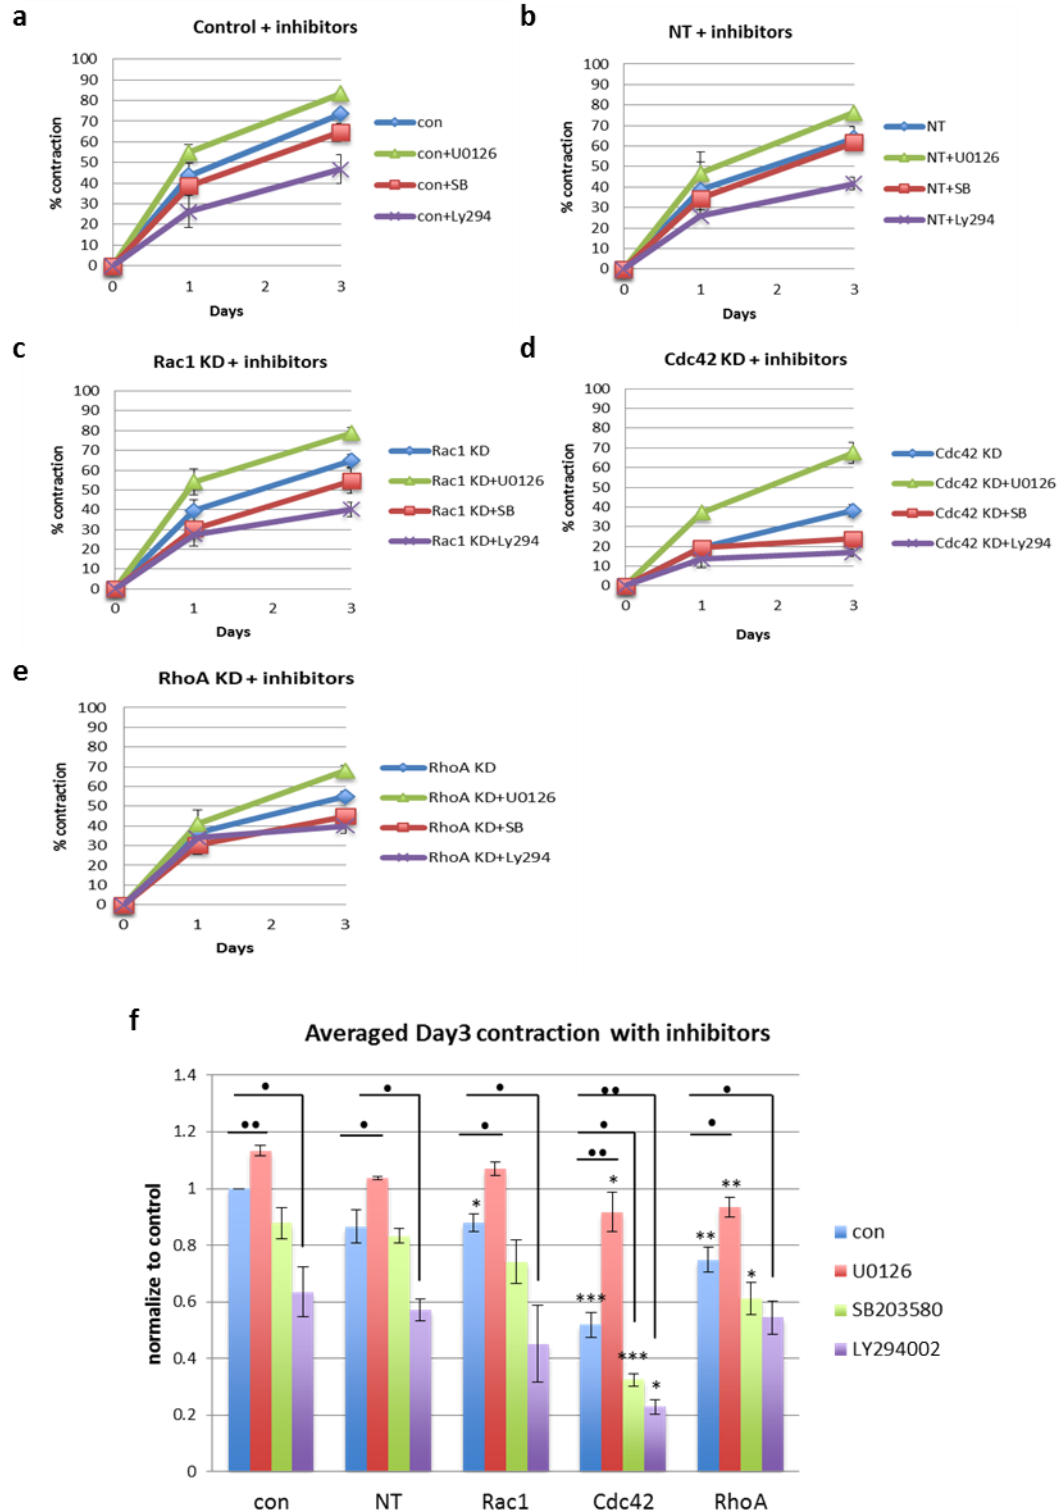 a
Control + inhibitors
100
90
80
70
60
50
40
30
20
10
0
% contraction
0 1 2 3
Days
con
con+U0126
con+SB
con+Ly294
b
NT + inhibitors
100
90
80
70
60
50
40
30
20
10
0
% contraction
0 1 2 3
Days
NT
NT+U0126
NT+SB
NT+Ly294
c
Rac1 KD + inhibitors
100
90
80
70
60
50
40
30
20
10
0
% contraction
0 1 2 3
Days
Rac1 KD
Rac1 KD+U0126
Rac1 KD+SB
Rac1 KD+Ly294
d
Cdc42 KD + inhibitors
100
90
80
70
60
50
40
30
20
10
0
% contraction
0 1 2 3
Days
Cdc42 KD
Cdc42 KD+U0126
Cdc42 KD+SB
Cdc42 KD+Ly294
e
RhoA KD + inhibitors
100
90
80
70
60
50
40
30
20
10
0
% contraction
0 1 2 3
Days
RhoA KD
RhoA KD+U0126
RhoA KD+SB
RhoA KD+Ly294
f
Averaged Day3 contraction with inhibitors
1.4
1.2
1
0.8
0.6
0.4
0.2
0
normalize to control
• • • •• •
•• • • • •
••
* *** * *** * ** ** *
con NT Rac1 Cdc42 RhoA
con
U0126
SB203580
LY294002